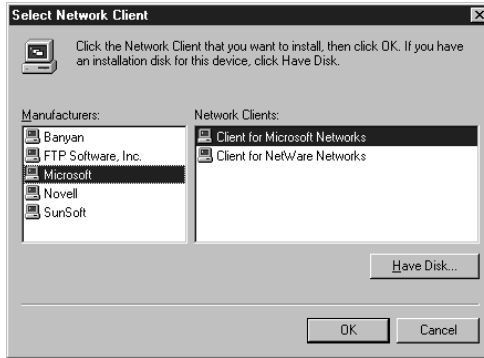 Select Network Client
Click the Network Client that you want to install, then click OK. If you have
an installation disk for this device, click Have Disk.
Manufacturers:
Banyan
FTP Software, Inc.
Microsoft
Novell
SunSoft
Network Clients:
Client for Microsoft Networks
Client for NetWare Networks
Have Disk...
OK
Cancel